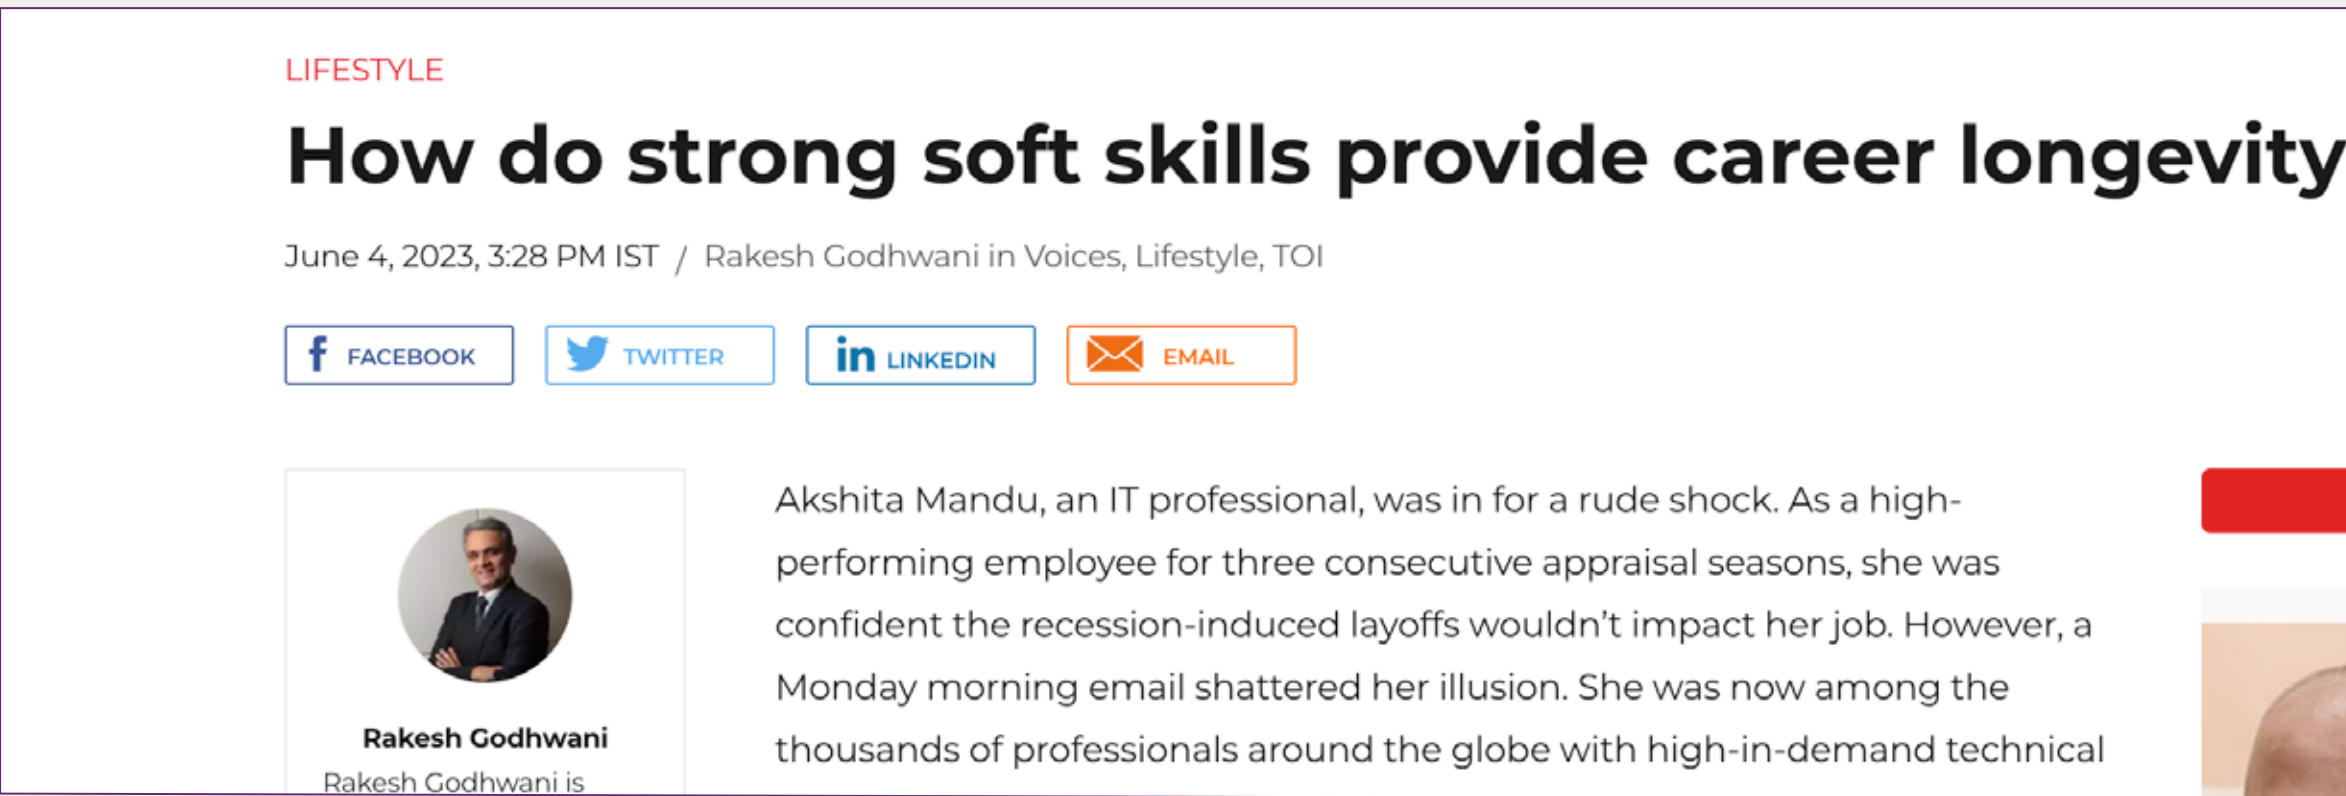 LIFESTYLE
How do strong soft skills provide career longevity
June 4, 2023, 3:28 PM IST / Rakesh Godhwani in Voices, Lifestyle, TOI
FACEBOOK TWITTER in LINKEDIN EMAIL
Akshita Mandu, an IT professional, was in for a rude shock. As a high-
performing employee for three consecutive appraisal seasons, she was
confident the recession-induced layoffs wouldn’t impact her job. However, a
Monday morning email shattered her illusion. She was now among the
thousands of professionals around the globe with high-in-demand technical
Rakesh Godhwani
Rakesh Godhwani is